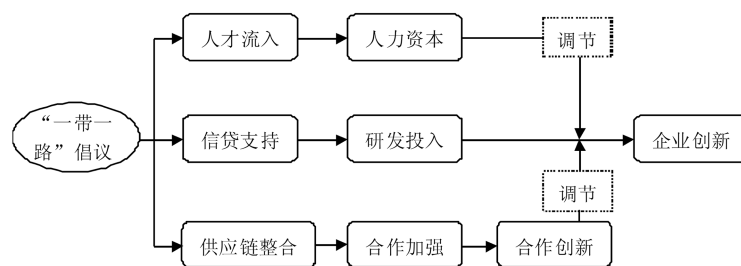 人才流入
人力资本
调节
“一带一
路”倡议
信贷支持
研发投入
企业创新
调节
供应链整合
合作加强
合作创新